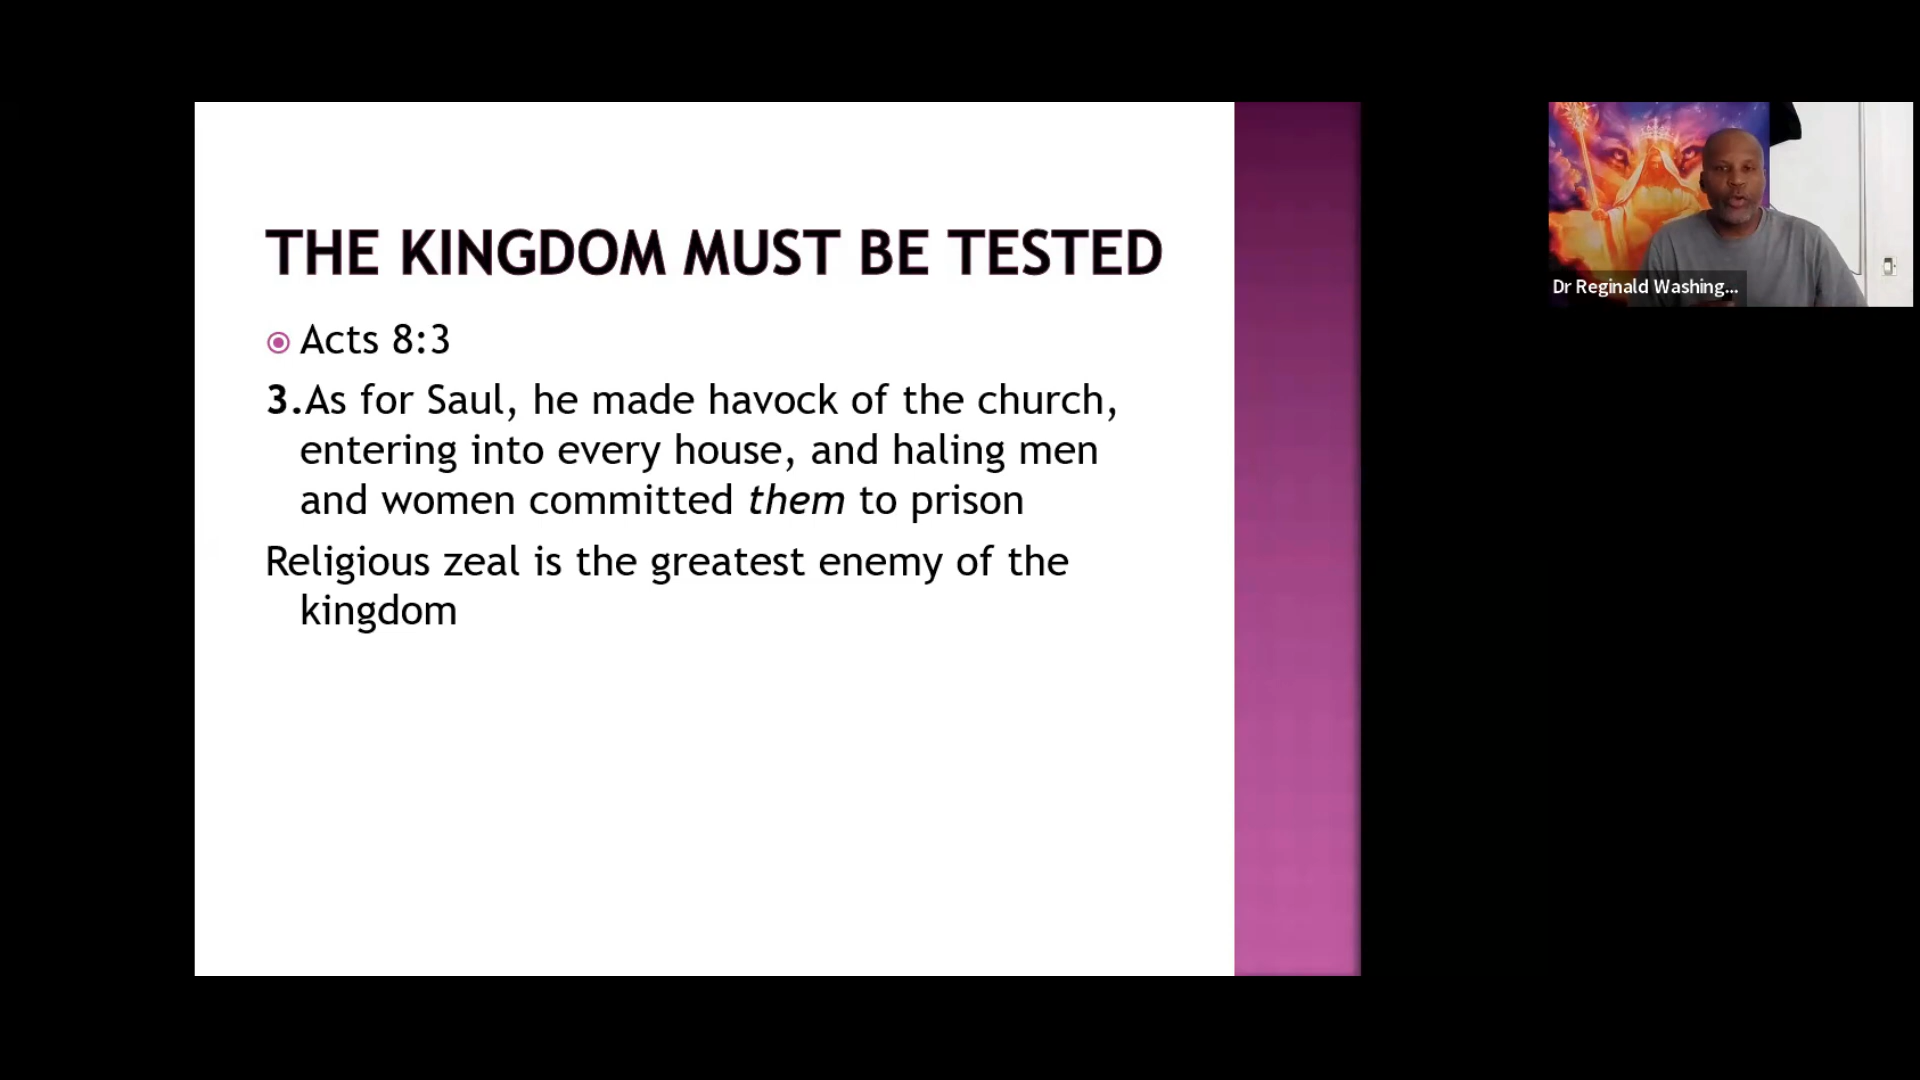 THE KINGDOM MUST BE TESTED
Acts 8:3
3.As for Saul, he made havock of the church,
entering into every house, and haling men
and women committed them to prison
Religious zeal is the greatest enemy of the
kingdom
Dr Reginald Washing...